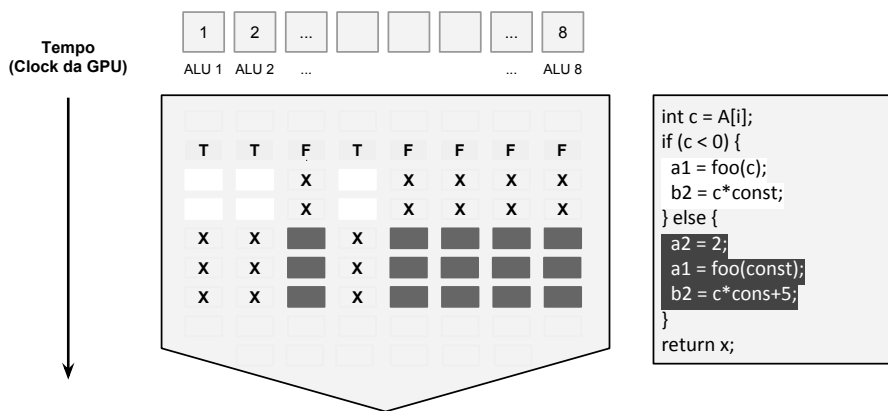 1 2 ... ... 8
Tempo
(Clock da GPU)
ALU 1 ALU 2 ... ... ALU 8
T T F T F F F F
X X X X X
X X X X X
X X X
X X X
X X X
int c = A[i];
if (c < 0) {
a1 = foo(c);
b2 = c*const;
} else {
a2 = 2;
a1 = foo(const);
b2 = c*cons+5;
}
return x;